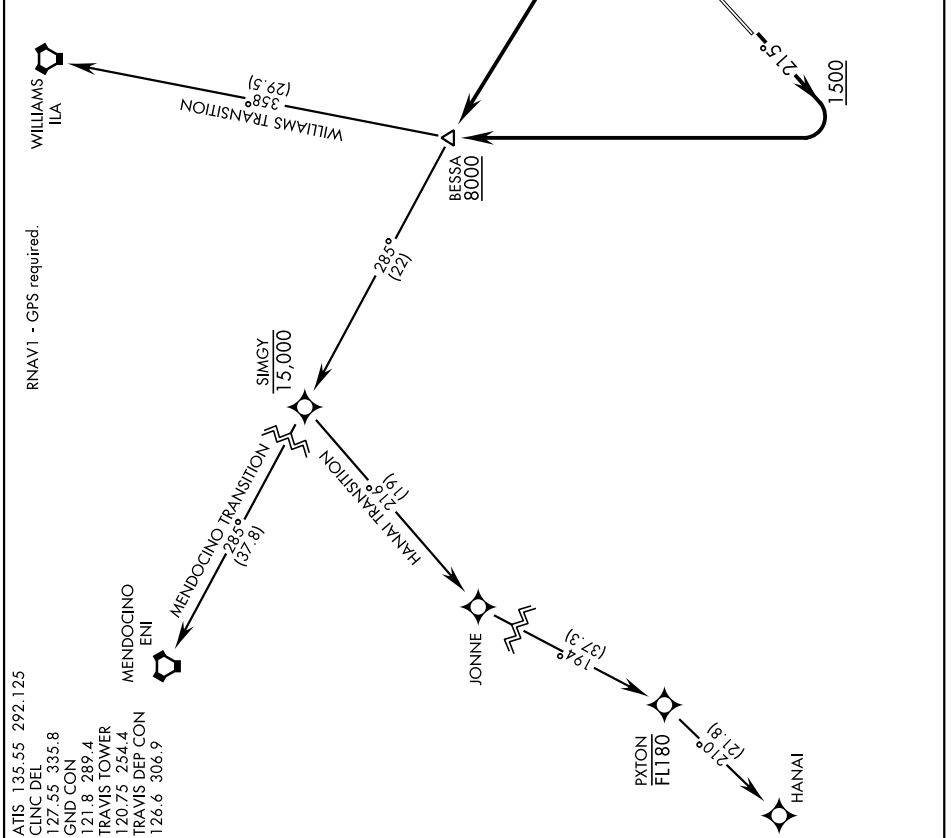 ATIS 135.55 292.125
CLNC DEL
127.55 335.8
GND CON
121.8 289.4
TRAVIS TOWER
120.75 254.4
TRAVIS DEP CON
126.6 306.9
RNAV1 - GPS required.
MENDOCINO
ENI
MENDOCINO TRANSITION
285°
(37.8)
WILLIAMS
ILA
WILLIAMS TRANSITION
358°
(29.5)
SIMGY
15,000
285°
(22)
BESSA
8000
HANAI TRANSITION
216°
(19)
JONNE
194°
(37.3)
PXTON
FL180
210°
(21.8)
HANAI
215°
1500